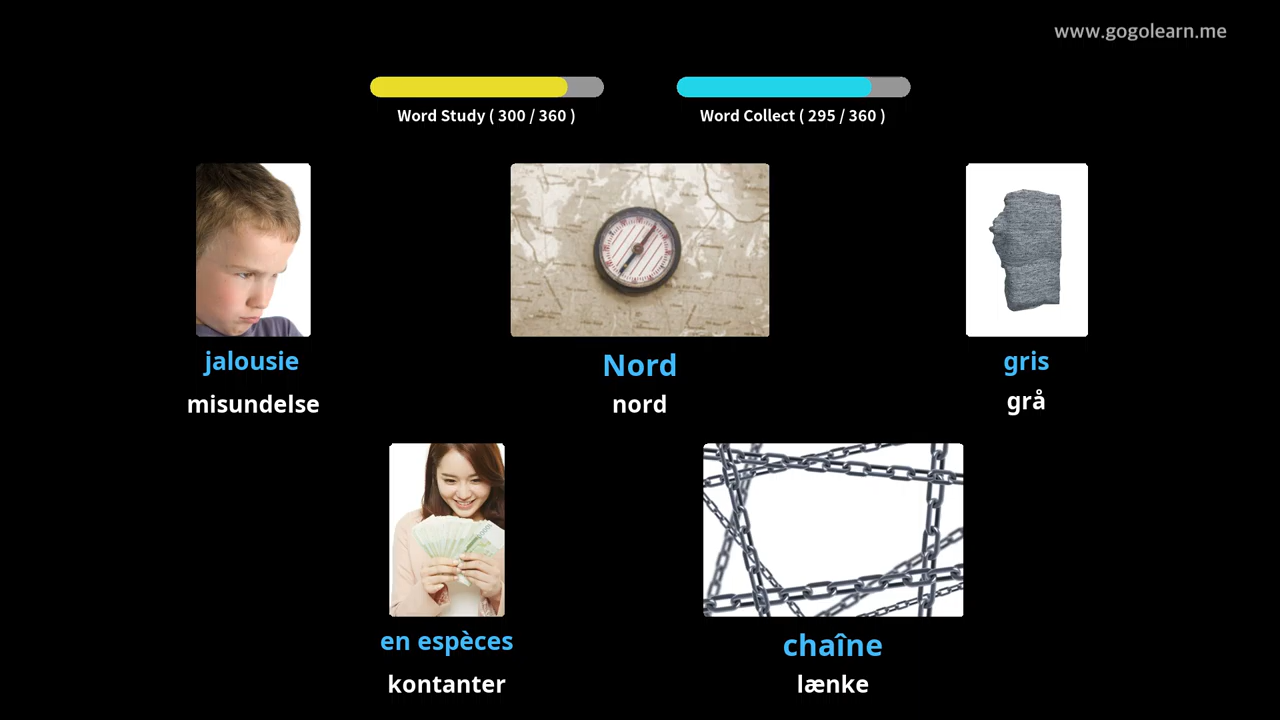 www.gogolearn.me
Word Study ( 300 / 360 )
Word Collect ( 295 / 360 )
jalousie
misundelse
Nord
nord
gris
grå
en espèces
kontanter
chaîne
lænke